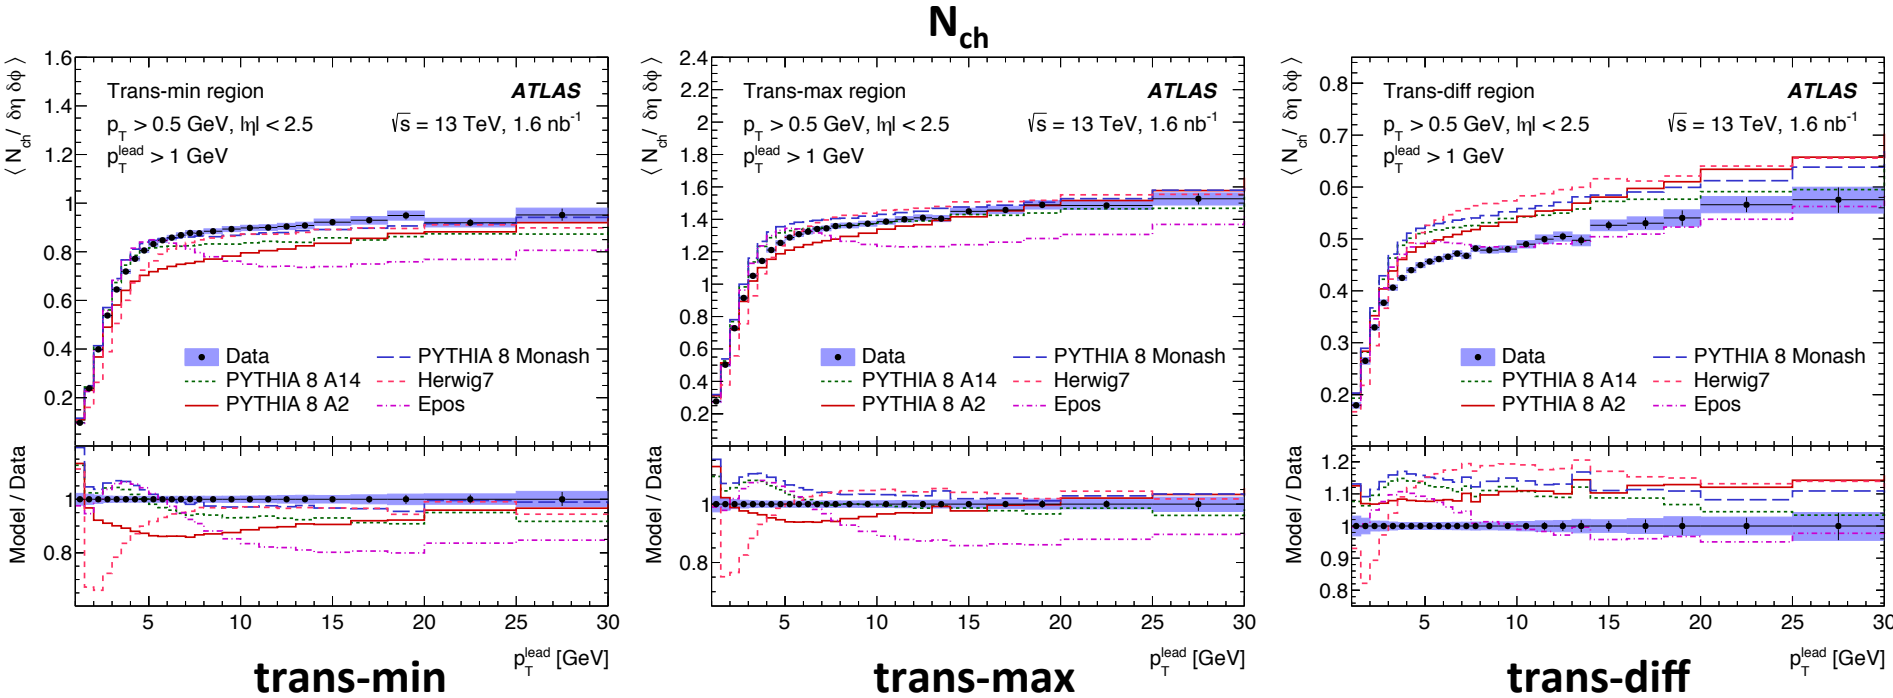 N_ch
⟨ N_ch / δη δφ ⟩
1.6
1.4
1.2
1
0.8
0.6
0.4
0.2
Trans-min region
ATLAS
p_T > 0.5 GeV, |η| < 2.5
√s = 13 TeV, 1.6 nb⁻¹
p_T^lead > 1 GeV
Data
PYTHIA 8 A14
PYTHIA 8 A2
PYTHIA 8 Monash
Herwig7
Epos
Model / Data
1
0.8
5 10 15 20 25 30
p_T^lead [GeV]
trans-min
⟨ N_ch / δη δφ ⟩
2.4
2.2
2
1.8
1.6
1.4
1.2
1
0.8
0.6
0.4
0.2
Trans-max region
ATLAS
p_T > 0.5 GeV, |η| < 2.5
√s = 13 TeV, 1.6 nb⁻¹
p_T^lead > 1 GeV
Data
PYTHIA 8 A14
PYTHIA 8 A2
PYTHIA 8 Monash
Herwig7
Epos
Model / Data
1
0.8
5 10 15 20 25 30
p_T^lead [GeV]
trans-max
⟨ N_ch / δη δφ ⟩
0.8
0.7
0.6
0.5
0.4
0.3
0.2
Trans-diff region
ATLAS
p_T > 0.5 GeV, |η| < 2.5
√s = 13 TeV, 1.6 nb⁻¹
p_T^lead > 1 GeV
Data
PYTHIA 8 A14
PYTHIA 8 A2
PYTHIA 8 Monash
Herwig7
Epos
Model / Data
1.2
1.1
1
0.9
0.8
5 10 15 20 25 30
p_T^lead [GeV]
trans-diff